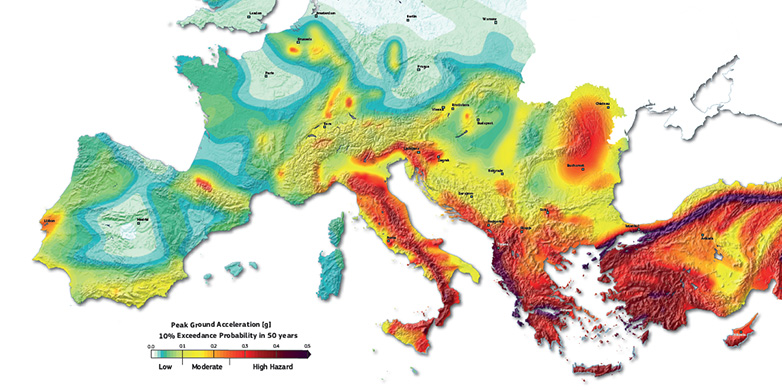 London
Amsterdam
Berlin
Warsaw
Brussels
Paris
Prague
Vienna
Bratislava
Budapest
Chisinau
Bern
Ljubljana
Zagreb
Belgrade
Bucharest
Sarajevo
Sofia
Madrid
Lisbon
Rome
Istanbul
Ankara
Peak Ground Acceleration [g]
10% Exceedance Probability in 50 years
0.0 0.1 0.2 0.3 0.4 0.5
Low Moderate High Hazard